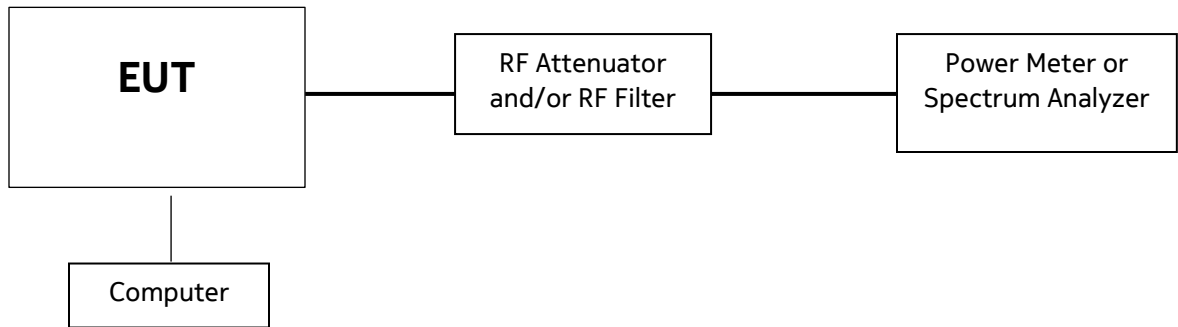 EUT
RF Attenuator
and/or RF Filter
Power Meter or
Spectrum Analyzer
Computer